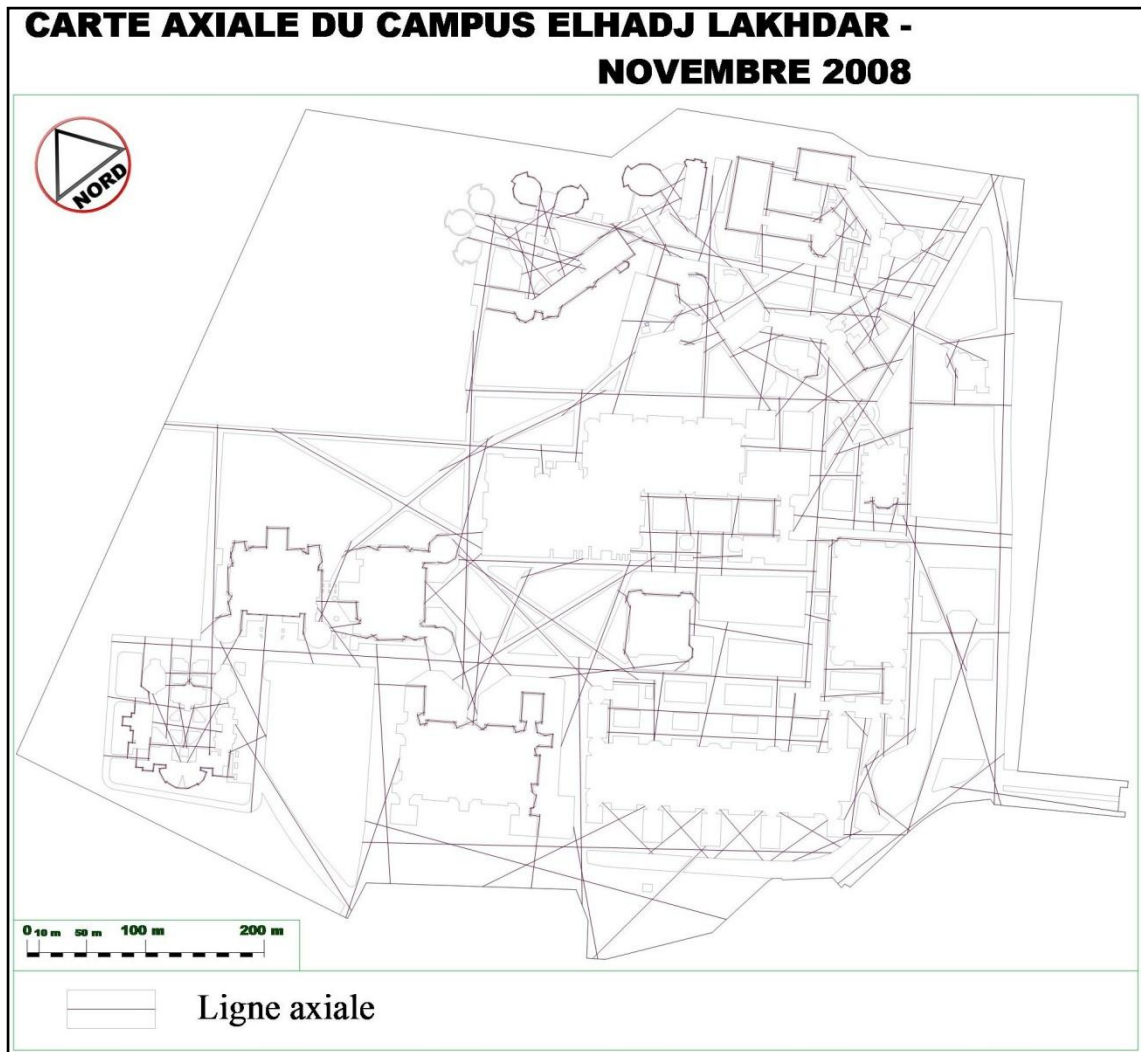 CARTE AXIALE DU CAMPUS ELHADJ LAKHDAR -
NOVEMBRE 2008
NORD
0 10 m 50 m 100 m 200 m
Ligne axiale